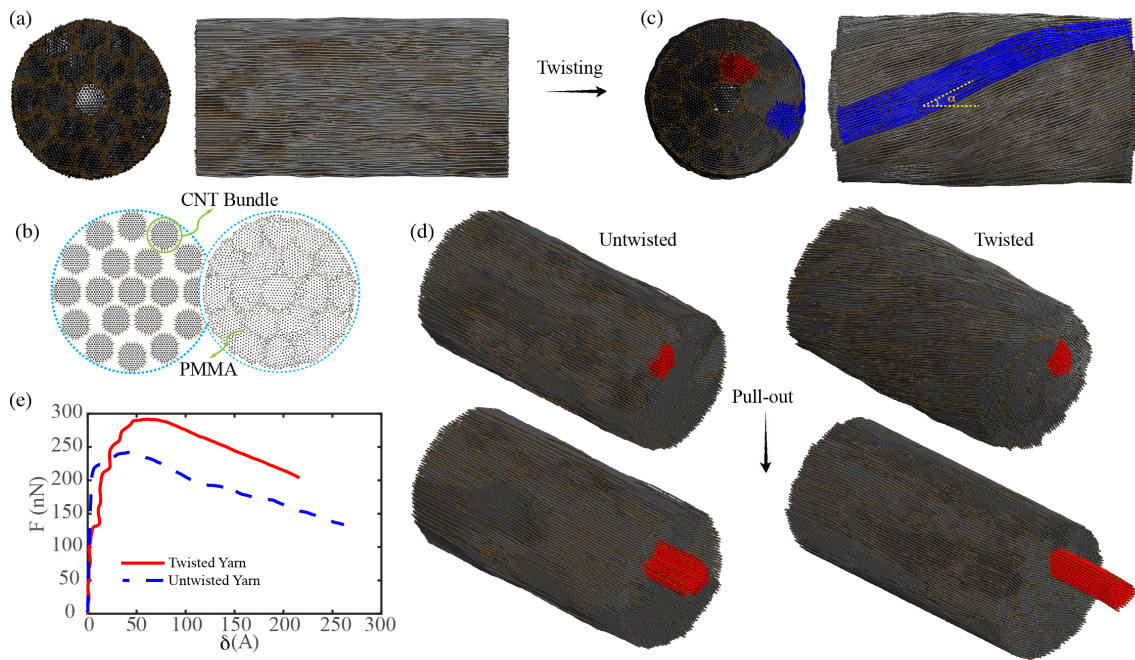 (a)
(c)
Twisting
α
CNT Bundle
(b)
PMMA
(d)
Untwisted
Twisted
Pull-out
(e)
300
250
200
150
100
50
0
F (nN)
Twisted Yarn
Untwisted Yarn
0 50 100 150 200 250 300
δ(A)